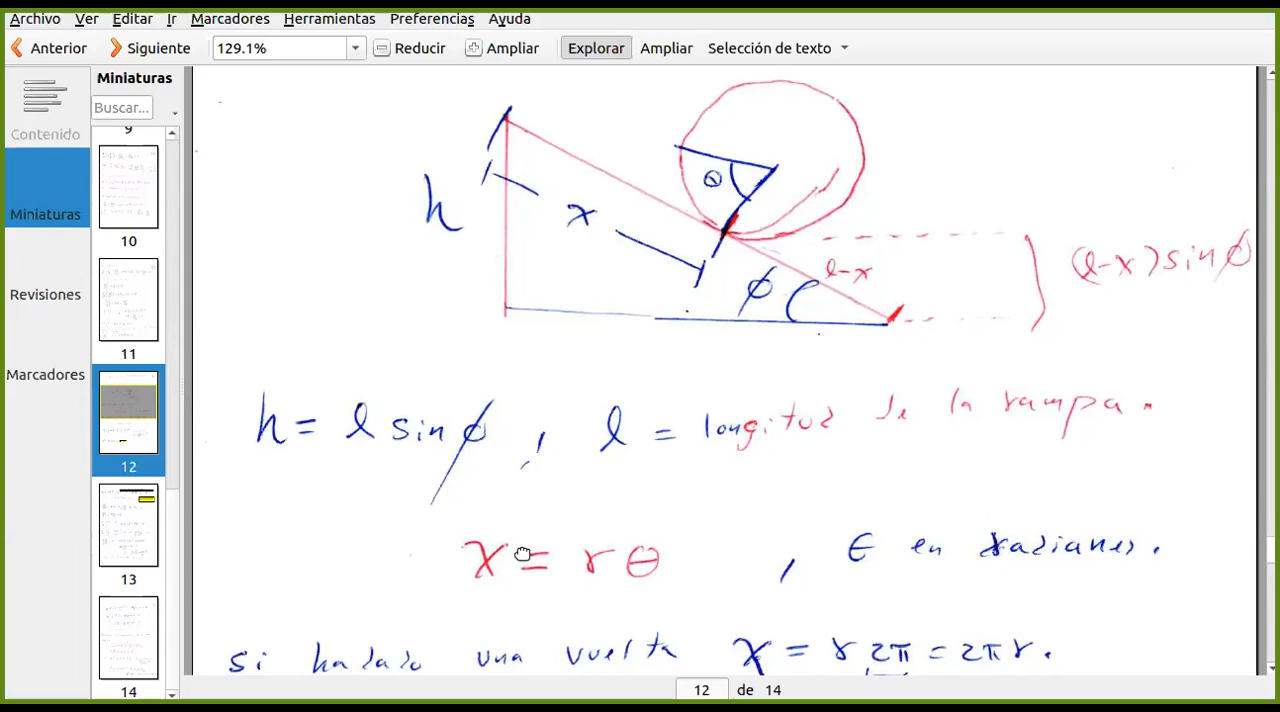 Archivo Ver Editar Ir Marcadores Herramientas Preferencias Ayuda
Anterior Siguiente 129.1% Reducir Ampliar Explorar Ampliar Selección de texto
Contenido
Miniaturas
Revisiones
Marcadores
Miniaturas
Buscar...
9
10
11
12
13
14
h
x
θ
ϕ
l-x
(l-x) sin ϕ
h = l sin ϕ , l = longitud de la rampa.
x = r θ , θ en radianes.
si ha dado una vuelta x = r 2π = 2πr.
12 de 14